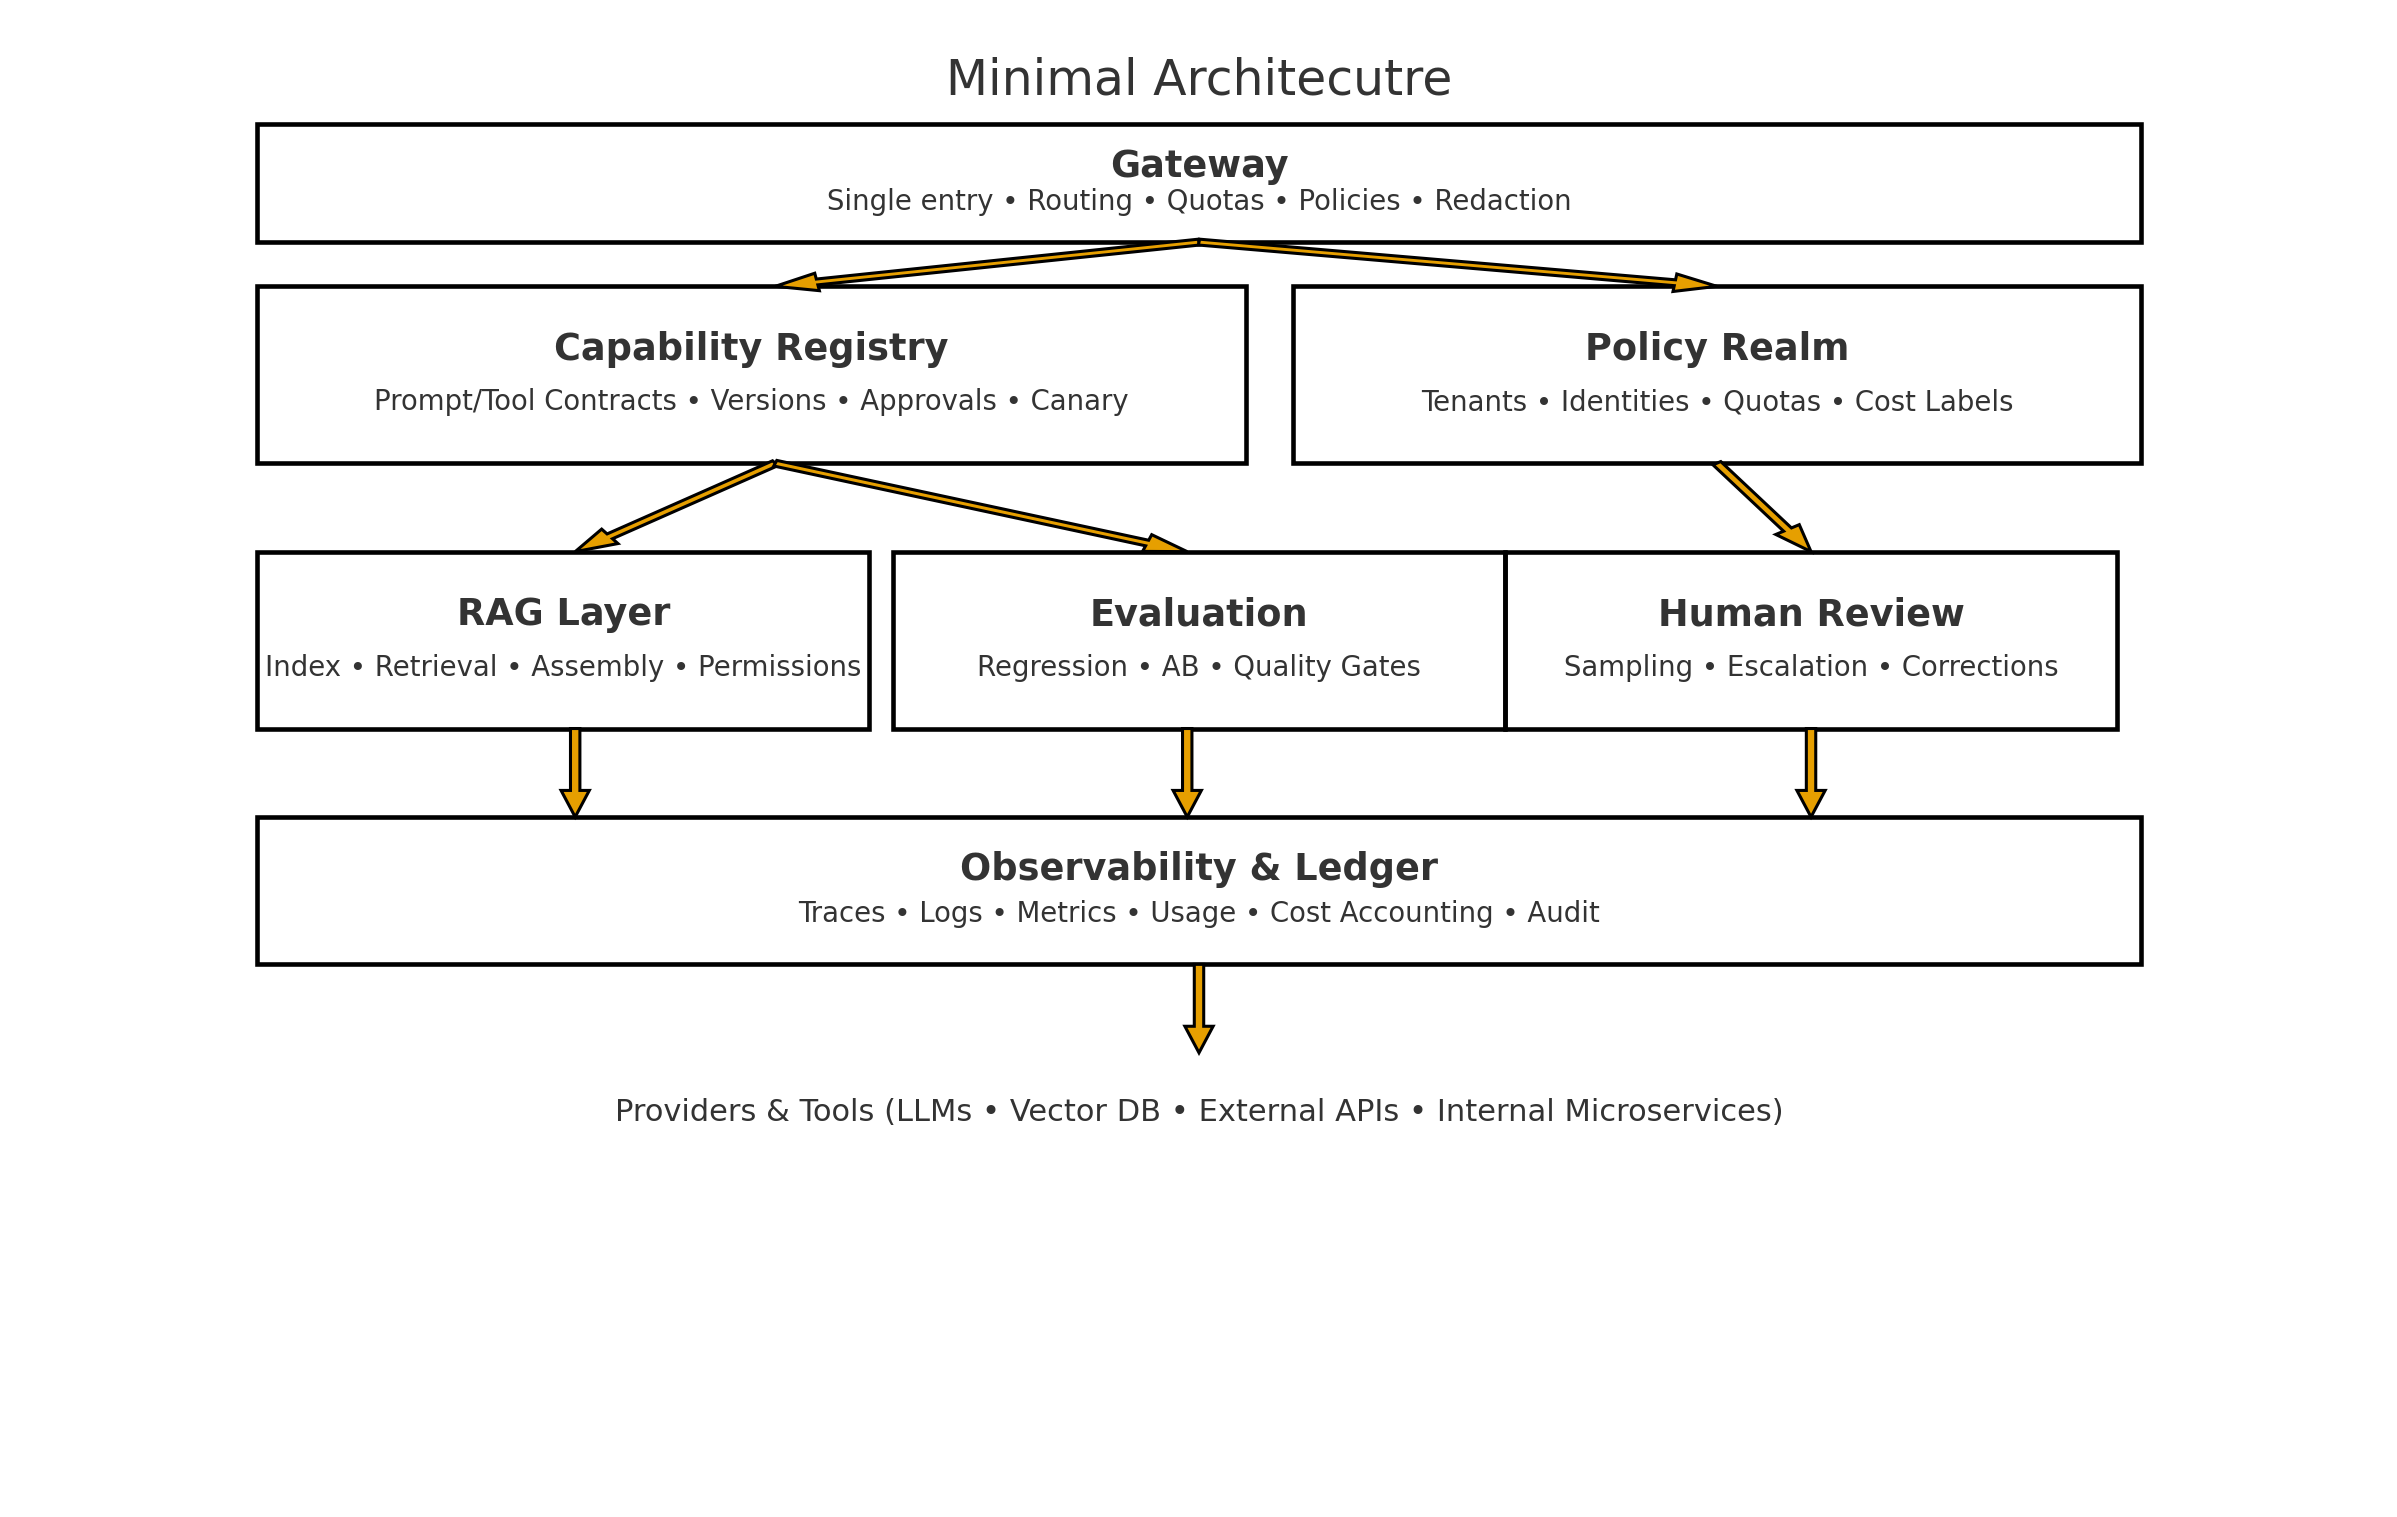 Minimal Architecutre
Gateway
Single entry • Routing • Quotas • Policies • Redaction
Capability Registry
Prompt/Tool Contracts • Versions • Approvals • Canary
Policy Realm
Tenants • Identities • Quotas • Cost Labels
RAG Layer
Index • Retrieval • Assembly • Permissions
Evaluation
Regression • AB • Quality Gates
Human Review
Sampling • Escalation • Corrections
Observability & Ledger
Traces • Logs • Metrics • Usage • Cost Accounting • Audit
Providers & Tools (LLMs • Vector DB • External APIs • Internal Microservices)